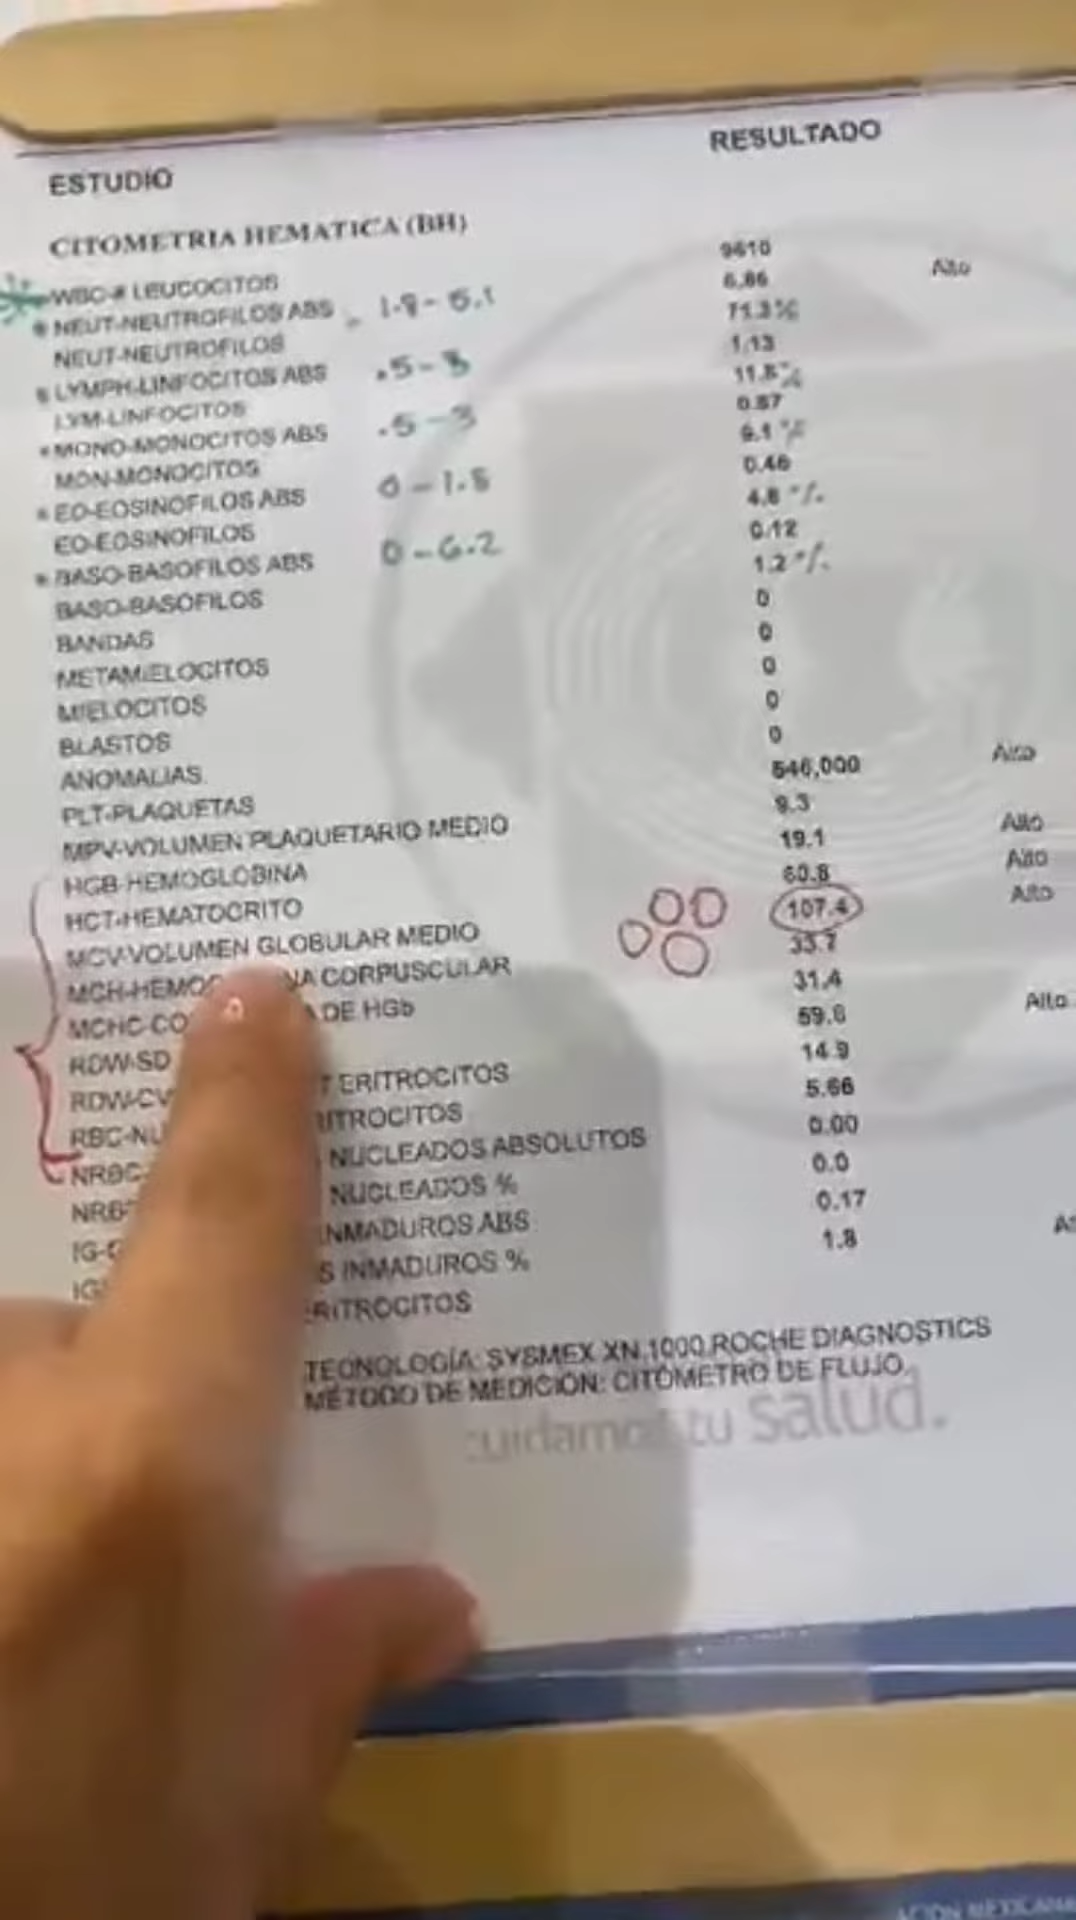 RESULTADO
ESTUDIO
CITOMETRIA HEMATICA (BH)
WBC-# LEUCOCITOS 9610
NEUT-NEUTROFILOS ABS 1.8-5.1 6.86 Alto
NEUT-NEUTROFILOS 71.3%
LYMPH-LINFOCITOS ABS .5-3 1.13
LYM-LINFOCITOS 11.8%
MONO-MONOCITOS ABS .5-3 0.87
MON-MONOCITOS 9.1%
EO-EOSINOFILOS ABS 0-1.5 0.46
EO-EOSINOFILOS 4.8%
BASO-BASOFILOS ABS 0-6.2 0.12
BASO-BASOFILOS 1.2%
BANDAS 0
METAMIELOCITOS 0
MIELOCITOS 0
BLASTOS 0
ANOMALIAS 0
PLT-PLAQUETAS 546,000 Alto
MPV-VOLUMEN PLAQUETARIO MEDIO 9.3
HGB-HEMOGLOBINA 19.1 Alto
HCT-HEMATOCRITO 60.8 Alto
MCV-VOLUMEN GLOBULAR MEDIO 107.4 Alto
MCH- CORPUSCULAR 33.7
MCHC- DE HGb 31.4
RDW-SD 59.6 Alto
RDW-CV 14.9
RBC- ERITROCITOS 5.66
NUCLEADOS ABSOLUTOS 0.00
NUCLEADOS % 0.0
IG- INMADUROS ABS 0.17
INMADUROS % 1.8
ERITROCITOS
TECNOLOGÍA: SYSMEX XN 1000 ROCHE DIAGNOSTICS
MÉTODO DE MEDICIÓN: CITÓMETRO DE FLUJO.
cuidamos tu salud.
MEXICANA